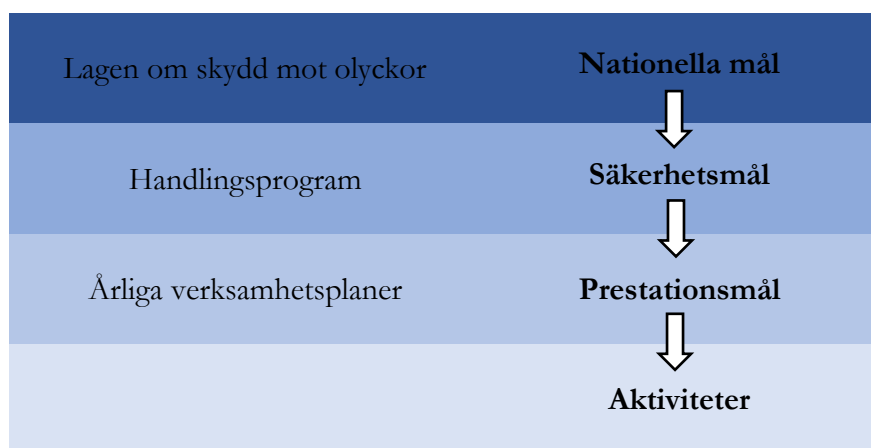 Lagen om skydd mot olyckor
Nationella mål
Handlingsprogram
Säkerhetsmål
Årliga verksamhetsplaner
Prestationsmål
Aktiviteter